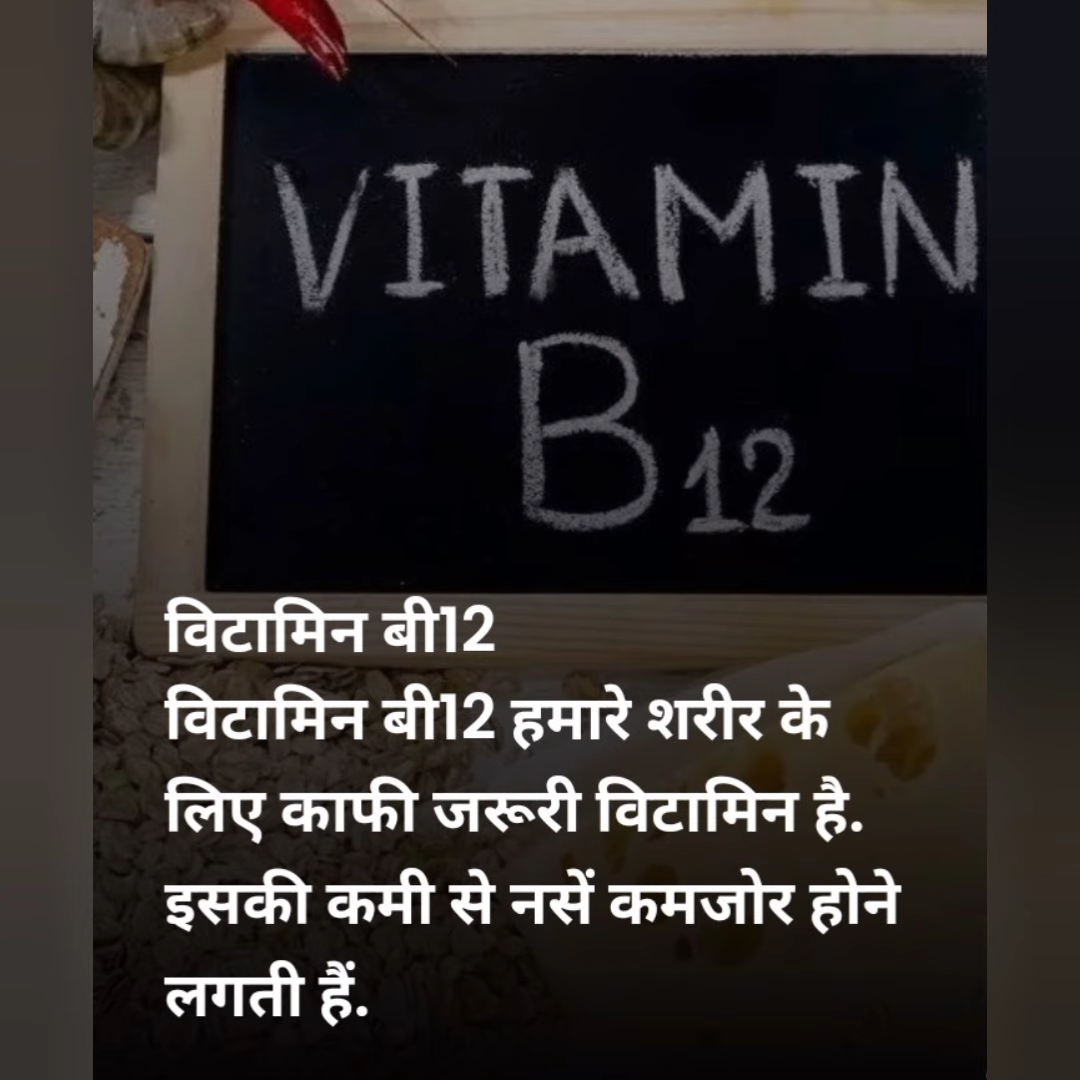 VITAMIN
B12
विटामिन बी12
विटामिन बी12 हमारे शरीर के
लिए काफी जरूरी विटामिन है.
इसकी कमी से नसें कमजोर होने
लगती हैं.